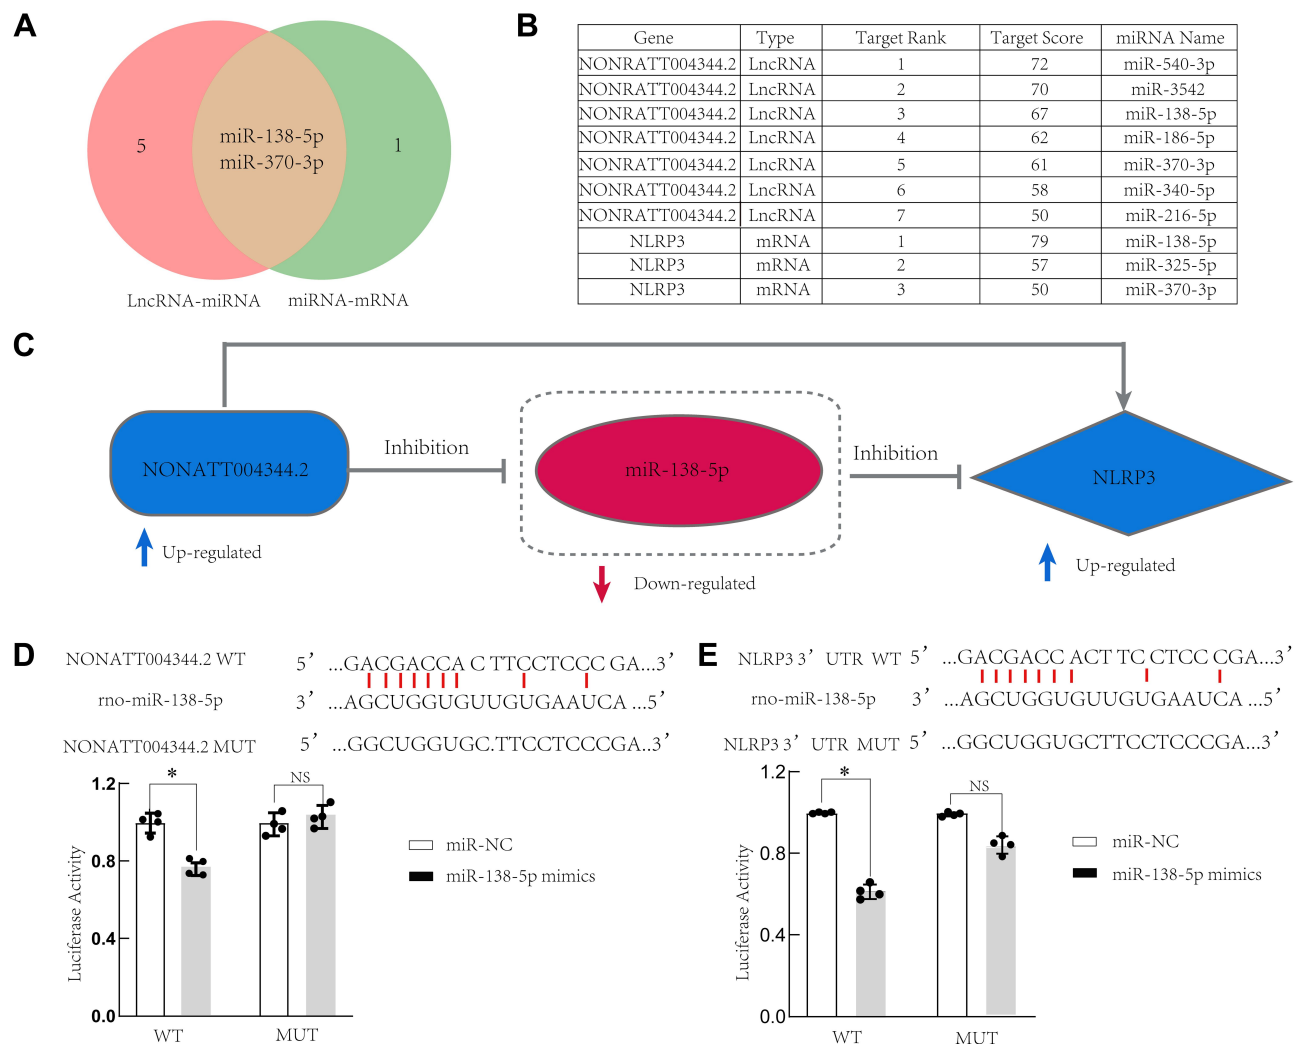 A
5
miR-138-5p
miR-370-3p
1
LncRNA-miRNA
miRNA-mRNA
B
Gene Type Target Rank Target Score miRNA Name
NONRATT004344.2 LncRNA 1 72 miR-540-3p
NONRATT004344.2 LncRNA 2 70 miR-3542
NONRATT004344.2 LncRNA 3 67 miR-138-5p
NONRATT004344.2 LncRNA 4 62 miR-186-5p
NONRATT004344.2 LncRNA 5 61 miR-370-3p
NONRATT004344.2 LncRNA 6 58 miR-340-5p
NONRATT004344.2 LncRNA 7 50 miR-216-5p
NLRP3 mRNA 1 79 miR-138-5p
NLRP3 mRNA 2 57 miR-325-5p
NLRP3 mRNA 3 50 miR-370-3p
C
NONATT004344.2
Inhibition
miR-138-5p
Inhibition
NLRP3
Up-regulated
Down-regulated
Up-regulated
D
NONATT004344.2 WT 5′ ...GACGACCA C TTCCTCCC GA...3′
rno-miR-138-5p 3′ ...AGCUGGUGUUGUGAAUCA ...5′
NONATT004344.2 MUT 5′ ...GGCUGGUGC.TTCCTCCCGA...3′
Luciferase Activity
1.2
0.8
0.4
0.0
*
NS
WT
MUT
miR-NC
miR-138-5p mimics
E
NLRP3 3′ UTR WT 5′ ...GACGACC ACT TC CTCC CGA...3′
rno-miR-138-5p 3′ ...AGCUGGUGUUGUGAAUCA ...5′
NLRP3 3′ UTR MUT 5′ ...GGCUGGUGCTTCCTCCCGA...3′
Luciferase Activity
1.2
0.8
0.4
0.0
*
NS
WT
MUT
miR-NC
miR-138-5p mimics